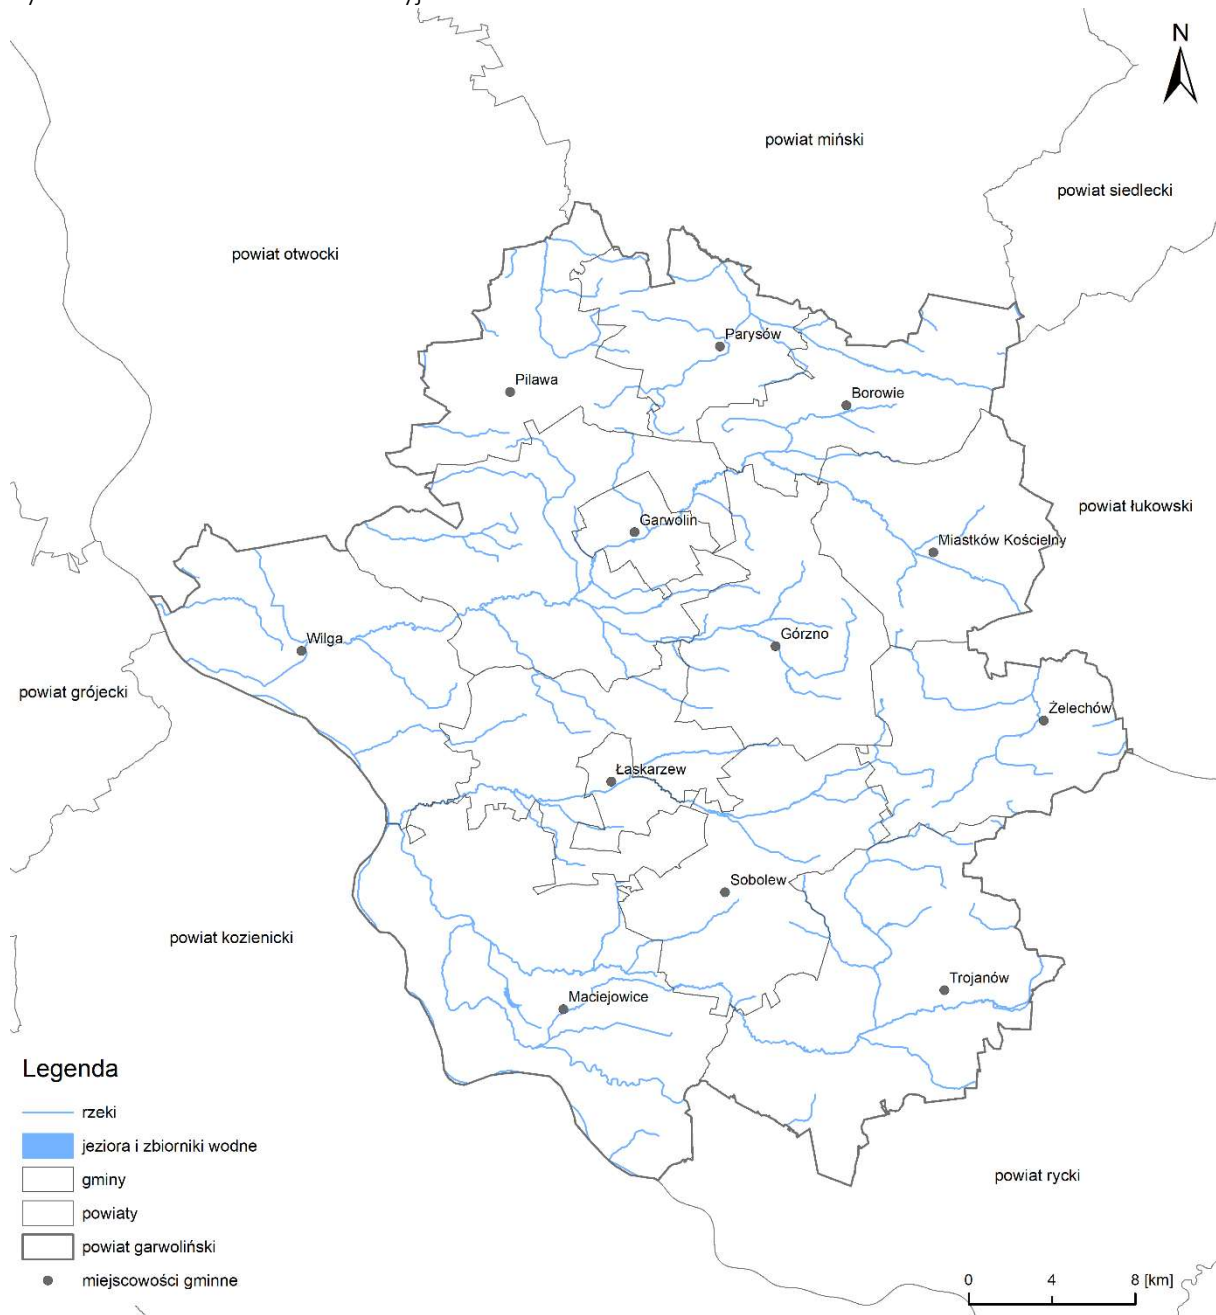 N
powiat miński
powiat siedlecki
powiat otwocki
Parysów
Pilawa
Borowie
powiat łukowski
Garwolin
Miastków Kościelny
Górzno
Wilga
powiat grójecki
Żelechów
Łaskarzew
Sobolew
powiat kozienicki
Trojanów
Maciejowice
Legenda
rzeki
jeziora i zbiorniki wodne
gminy
powiaty
powiat garwoliński
miejscowości gminne
powiat rycki
0 4 8 [km]